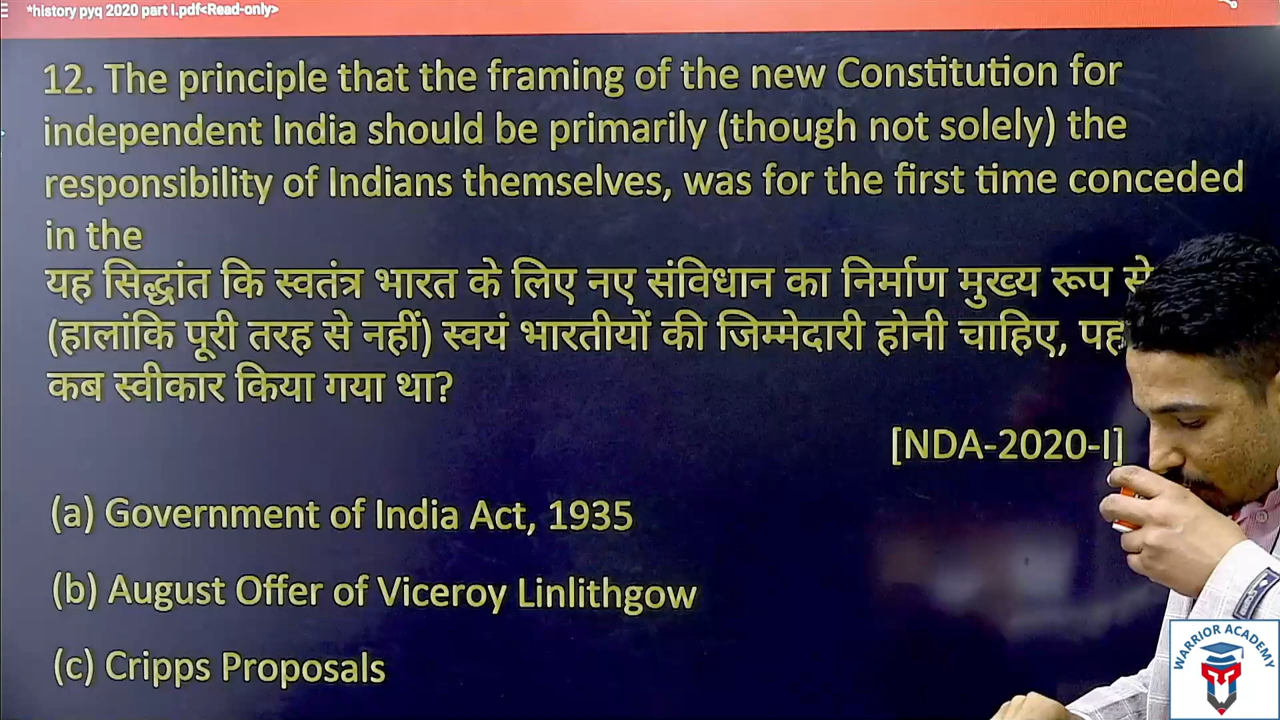 *history pyq 2020 part I.pdf<Read-only>
12. The principle that the framing of the new Constitution for
independent India should be primarily (though not solely) the
responsibility of Indians themselves, was for the first time conceded
in the
यह सिद्धांत कि स्वतंत्र भारत के लिए नए संविधान का निर्माण मुख्य रूप से
(हालांकि पूरी तरह से नहीं) स्वयं भारतीयों की जिम्मेदारी होनी चाहिए,
कब स्वीकार किया गया था?
[NDA-2020-I]
(a) Government of India Act, 1935
(b) August Offer of Viceroy Linlithgow
(c) Cripps Proposals
WARRIOR ACADEMY